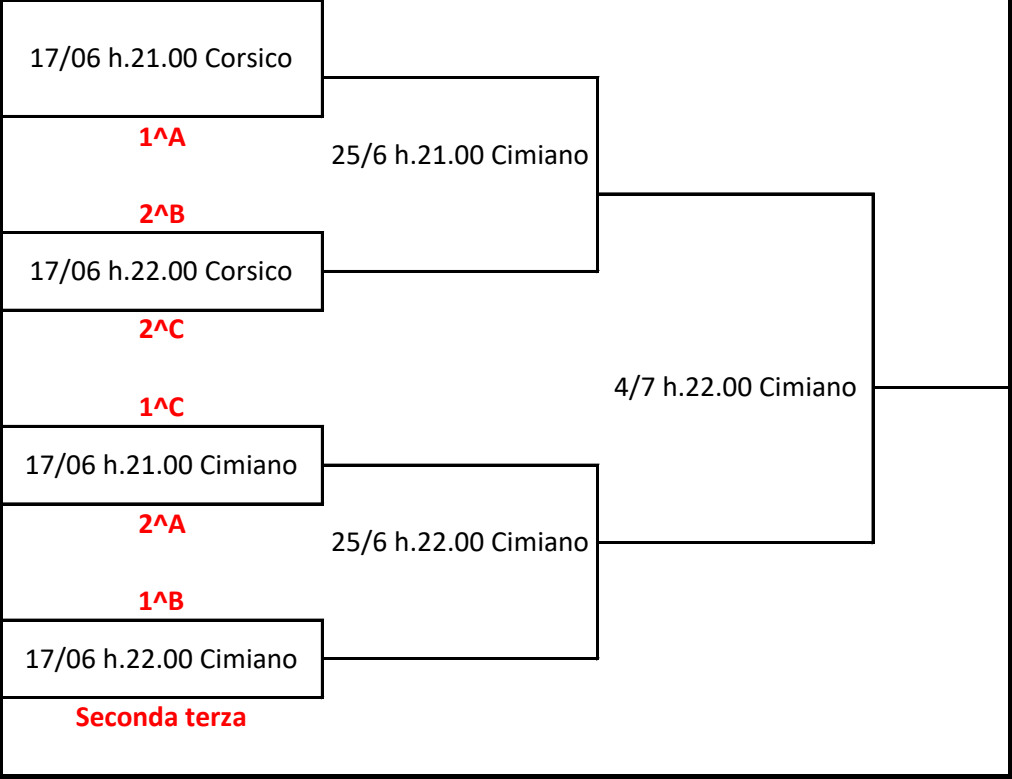 17/06 h.21.00 Corsico
1^A
25/6 h.21.00 Cimiano
2^B
17/06 h.22.00 Corsico
2^C
4/7 h.22.00 Cimiano
1^C
17/06 h.21.00 Cimiano
2^A
25/6 h.22.00 Cimiano
1^B
17/06 h.22.00 Cimiano
Seconda terza